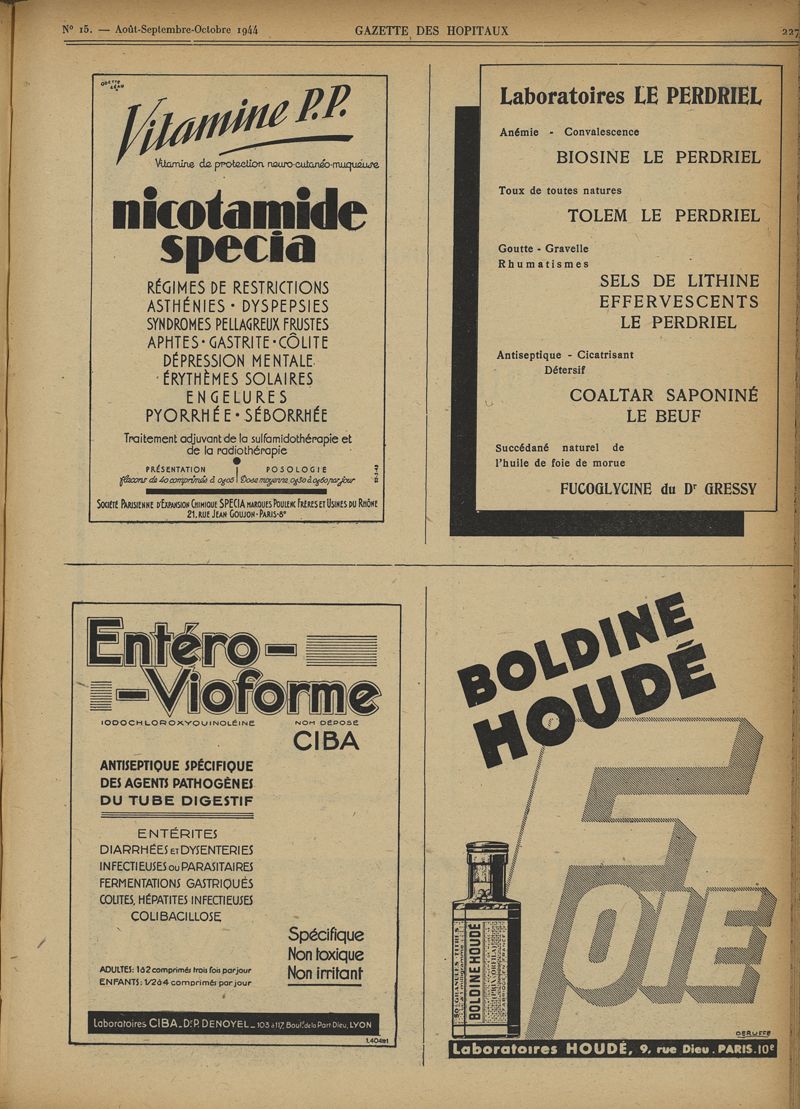 Nº 15. — Août-Septembre-Octobre 1944
GAZETTE DES HOPITAUX
227
Vitamine P.P.
Vitamine de protection neuro-cutanéo-muqueuse
nicotamide
specia
RÉGIMES DE RESTRICTIONS
ASTHÉNIES · DYSPEPSIES
SYNDROMES PELLAGREUX FRUSTES
APHTES · GASTRITE · CÔLITE
DÉPRESSION MENTALE
ÉRYTHÈMES SOLAIRES
ENGELURES
PYORRHÉE · SÉBORRHÉE
Traitement adjuvant de la sulfamidothérapie et
de la radiothérapie
PRÉSENTATION
flacons de 40 comprimés à 0g05
POSOLOGIE
Dose moyenne, 0g30 à 0g60 par jour
SOCIÉTÉ PARISIENNE D'EXPANSION CHIMIQUE SPECIA MARQUES POULENC FRÈRES ET USINES DU RHÔNE
21, RUE JEAN GOUJON - PARIS-8e
Laboratoires LE PERDRIEL
Anémie - Convalescence
BIOSINE LE PERDRIEL
Toux de toutes natures
TOLEM LE PERDRIEL
Goutte - Gravelle
Rhumatismes
SELS DE LITHINE
EFFERVESCENTS
LE PERDRIEL
Antiseptique - Cicatrisant
Détersif
COALTAR SAPONINÉ
LE BEUF
Succédané naturel de
l'huile de foie de morue
FUCOGLYCINE du Dr GRESSY
Entéro-
-Vioforme
IODOCHLOROXYQUINOLÉINE
NOM DÉPOSÉ
CIBA
ANTISEPTIQUE SPÉCIFIQUE
DES AGENTS PATHOGÈNES
DU TUBE DIGESTIF
ENTÉRITES
DIARRHÉES ET DYSENTERIES
INFECTIEUSES OU PARASITAIRES
FERMENTATIONS GASTRIQUES
COLITES, HÉPATITES INFECTIEUSES
COLIBACILLOSE
Spécifique
Non toxique
Non irritant
ADULTES: 1 à 2 comprimés trois fois par jour
ENFANTS: 1/2 à 4 comprimés par jour
Laboratoires CIBA_Dr P. DENOYEL_103 à 117, Boul. de la Part Dieu, LYON
BOLDINE
HOUDÉ
FOIE
BOLDINE HOUDÉ
DERUFFE
Laboratoires HOUDÉ, 9, rue Dieu. PARIS.10e